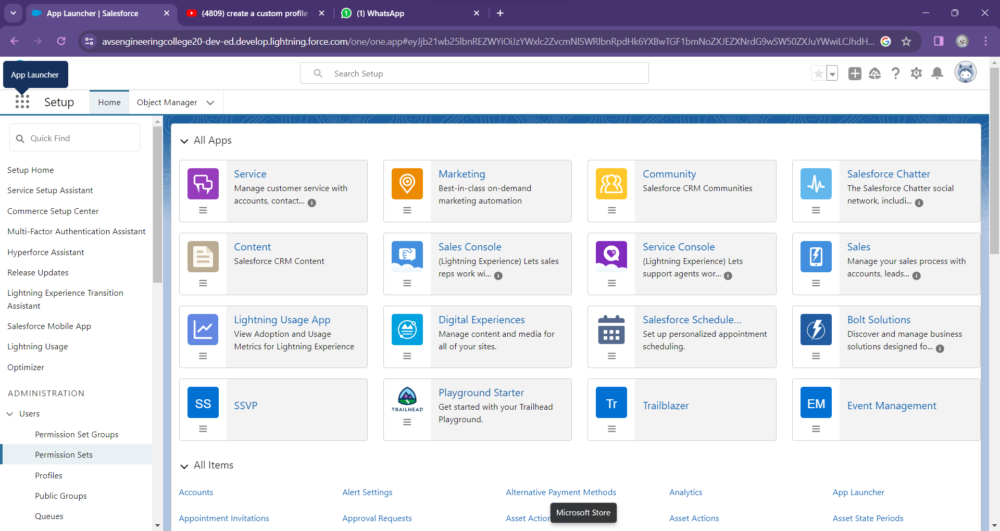 App Launcher | Salesforce
(4809) create a custom profile
1
(1) WhatsApp
avsengineeringcollege20-dev-ed.develop.lightning.force.com/one/one.app#
App Launcher
Search Setup
Setup
Home
Object Manager
Quick Find
Setup Home
Service Setup Assistant
Commerce Setup Center
Multi-Factor Authentication Assistant
Hyperforce Assistant
Release Updates
Lightning Experience Transition
Assistant
Salesforce Mobile App
Lightning Usage
Optimizer
ADMINISTRATION
Users
Permission Set Groups
Permission Sets
Profiles
Public Groups
Queues
All Apps
Service
Manage customer service with
accounts, contact...
Marketing
Best-in-class on-demand
marketing automation
Community
Salesforce CRM Communities
Salesforce Chatter
The Salesforce Chatter social
network, includi...
Content
Salesforce CRM Content
Sales Console
(Lightning Experience) Lets sales
reps work wi...
Service Console
(Lightning Experience) Lets
support agents wor...
Sales
Manage your sales process with
accounts, leads...
Lightning Usage App
View Adoption and Usage
Metrics for Lightning Experience
Digital Experiences
Manage content and media for
all of your sites.
Salesforce Schedule...
Set up personalized appointment
scheduling.
Bolt Solutions
Discover and manage business
solutions designed fo...
SS
SSVP
TRAILHEAD
Playground Starter
Get started with your Trailhead
Playground.
Tr
Trailblazer
EM
Event Management
All Items
Accounts
Alert Settings
Alternative Payment Methods
Analytics
App Launcher
Appointment Invitations
Approval Requests
Asset
Microsoft Store
Asset Actions
Asset State Periods